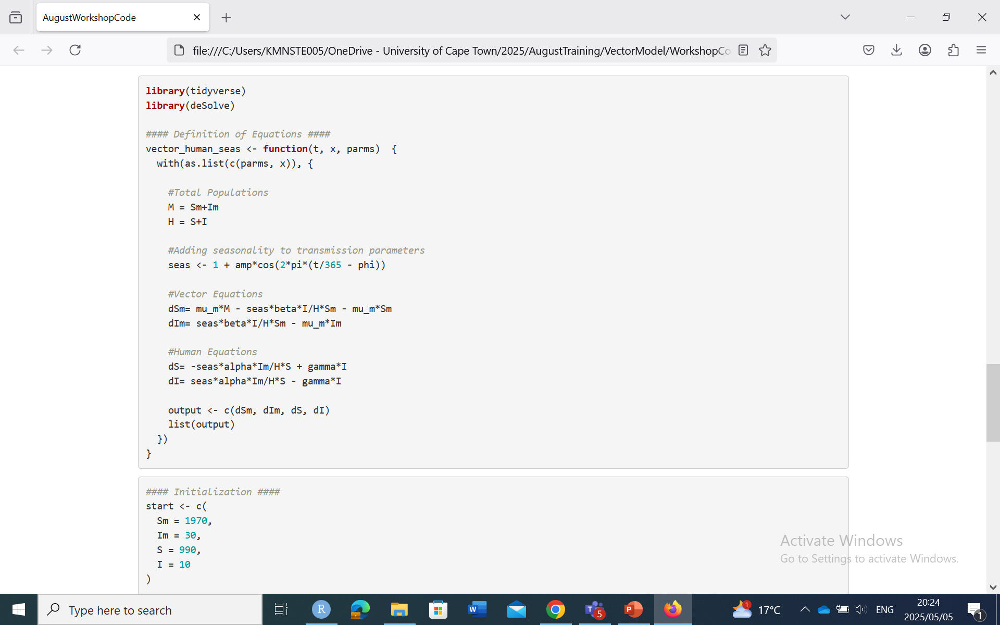 AugustWorkshopCode
file:///C:/Users/KMNSTE005/OneDrive - University of Cape Town/2025/AugustTraining/VectorModel/WorkshopCo
library(tidyverse)
library(deSolve)
#### Definition of Equations ####
vector_human_seas <- function(t, x, parms)  {
  with(as.list(c(parms, x)), {
    #Total Populations
    M = Sm+Im
    H = S+I
    #Adding seasonality to transmission parameters
    seas <- 1 + amp*cos(2*pi*(t/365 - phi))
    #Vector Equations
    dSm= mu_m*M - seas*beta*I/H*Sm - mu_m*Sm
    dIm= seas*beta*I/H*Sm - mu_m*Im
    #Human Equations
    dS= -seas*alpha*Im/H*S + gamma*I
    dI= seas*alpha*Im/H*S - gamma*I
    output <- c(dSm, dIm, dS, dI)
    list(output)
  })
}
#### Initialization ####
start <- c(
  Sm = 1970,
  Im = 30,
  S = 990,
  I = 10
)
Activate Windows
Go to Settings to activate Windows.
Type here to search
R
W
T 5
P
1
17°C
ENG
20:24
2025/05/05
1